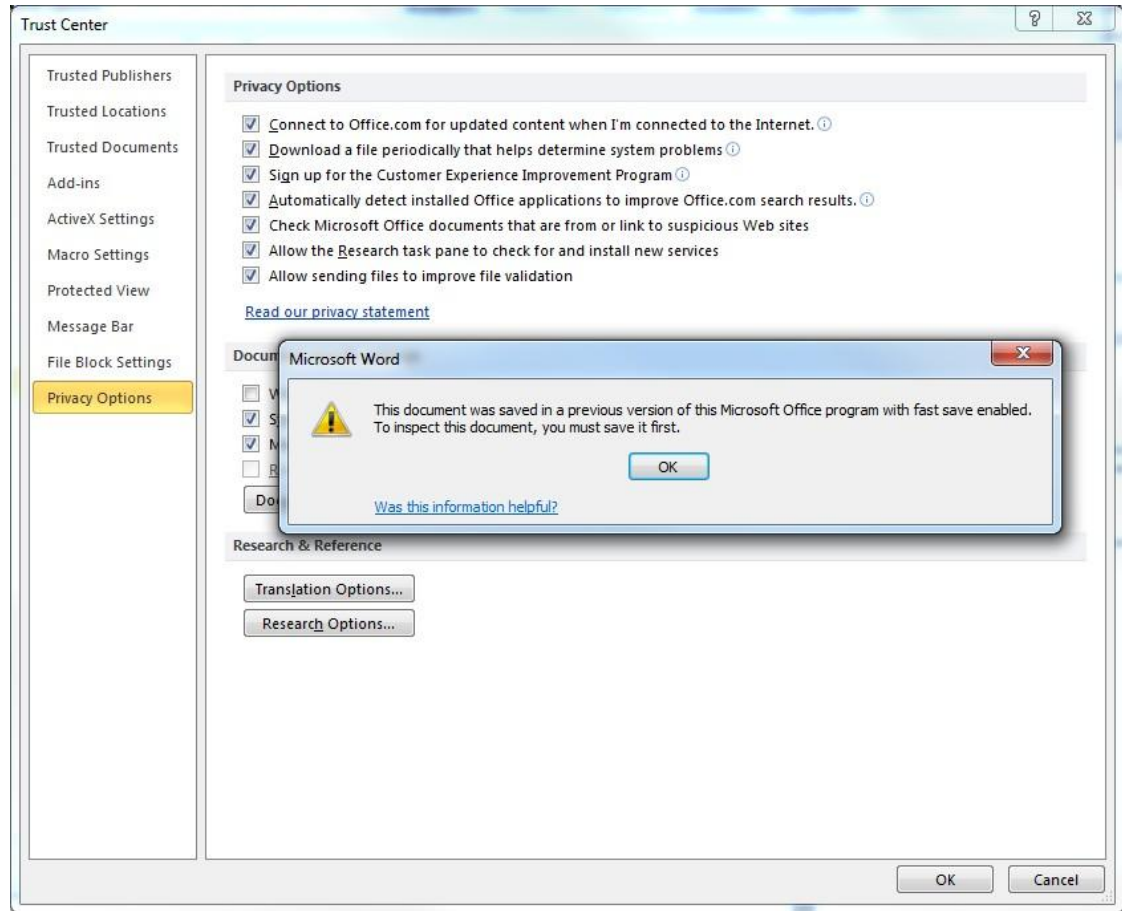 Trust Center
Trusted Publishers
Trusted Locations
Trusted Documents
Add-ins
ActiveX Settings
Macro Settings
Protected View
Message Bar
File Block Settings
Privacy Options
Privacy Options
Connect to Office.com for updated content when I'm connected to the Internet.
Download a file periodically that helps determine system problems
Sign up for the Customer Experience Improvement Program
Automatically detect installed Office applications to improve Office.com search results.
Check Microsoft Office documents that are from or link to suspicious Web sites
Allow the Research task pane to check for and install new services
Allow sending files to improve file validation
Read our privacy statement
Docum
Microsoft Word
This document was saved in a previous version of this Microsoft Office program with fast save enabled.
To inspect this document, you must save it first.
OK
Was this information helpful?
Research & Reference
Translation Options...
Research Options...
OK
Cancel